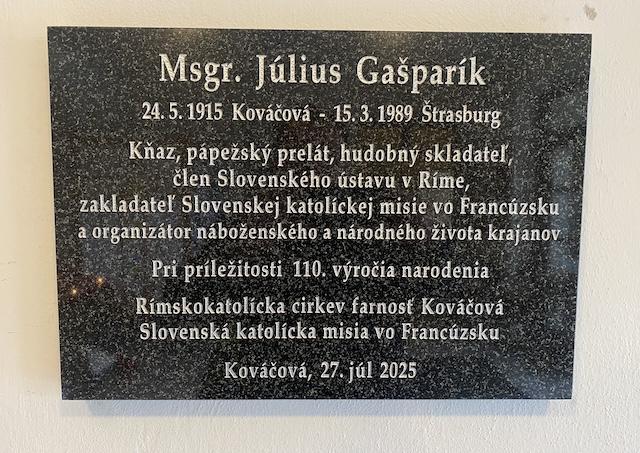 Msgr. Július Gašparík
24. 5. 1915 Kováčová - 15. 3. 1989 Štrasburg
Kňaz, pápežský prelát, hudobný skladateľ,
člen Slovenského ústavu v Ríme,
zakladateľ Slovenskej katolíckej misie vo Francúzsku
a organizátor náboženského a národného života krajanov
Pri príležitosti 110. výročia narodenia
Rímskokatolícka cirkev farnosť Kováčová
Slovenská katolícka misia vo Francúzsku
Kováčová, 27. júl 2025